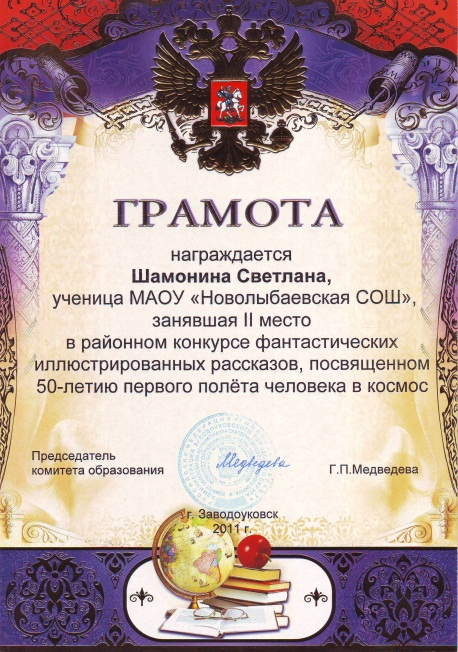 ГРАМОТА
награждается
Шамонина Светлана,
ученица МАОУ «Новолыбаевская СОШ»,
занявшая II место
в районном конкурсе фантастических
иллюстрированных рассказов, посвященном
50-летию первого полёта человека в космос
Председатель
комитета образования
Медведева
Г.П.Медведева
г. Заводоуковск
2011 г.